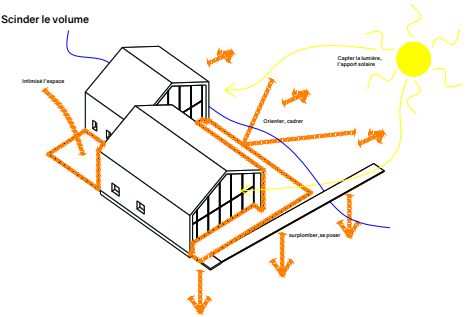 Scinder le volume
Capter la lumière,
l'apport solaire
Intimisé l'espace
Orienter, cadrer
surplomber, se poser